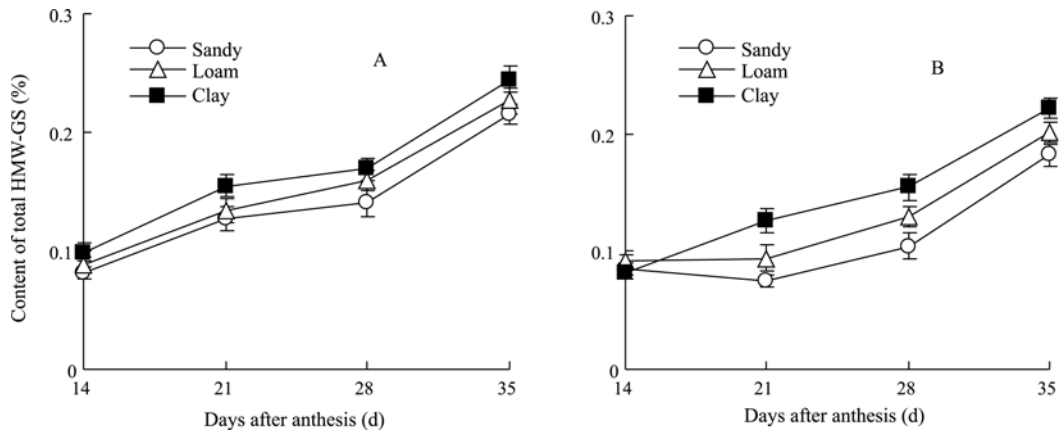 Content of total HMW-GS (%)
0.3
0.2
0.1
0
Sandy
Loam
Clay
A
14 21 28 35
Days after anthesis (d)
0.3
0.2
0.1
0
Sandy
Loam
Clay
B
14 21 28 35
Days after anthesis (d)